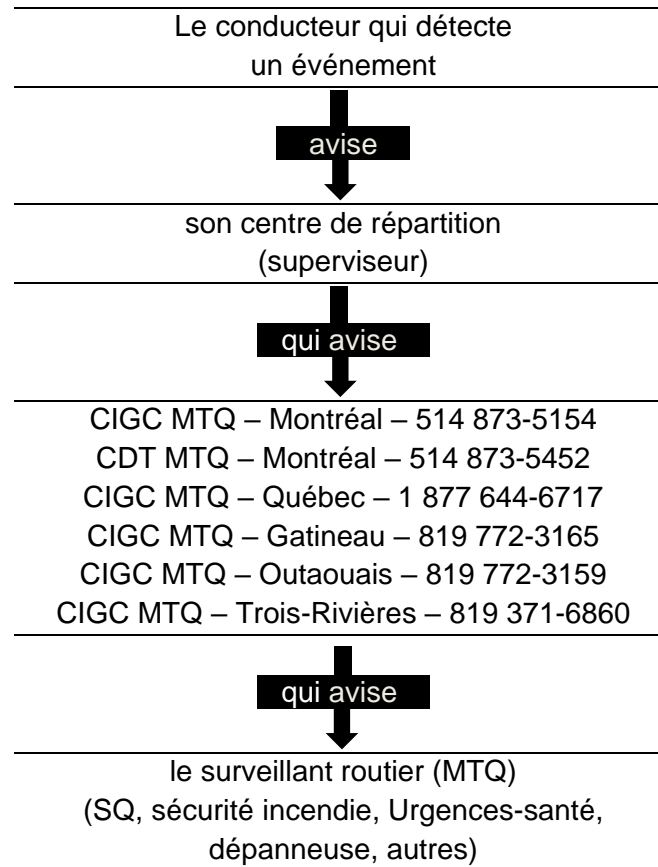 Le conducteur qui détecte
un événement
avise
son centre de répartition
(superviseur)
qui avise
CIGC MTQ – Montréal – 514 873-5154
CDT MTQ – Montréal – 514 873-5452
CIGC MTQ – Québec – 1 877 644-6717
CIGC MTQ – Gatineau – 819 772-3165
CIGC MTQ – Outaouais – 819 772-3159
CIGC MTQ – Trois-Rivières – 819 371-6860
qui avise
le surveillant routier (MTQ)
(SQ, sécurité incendie, Urgences-santé,
dépanneuse, autres)